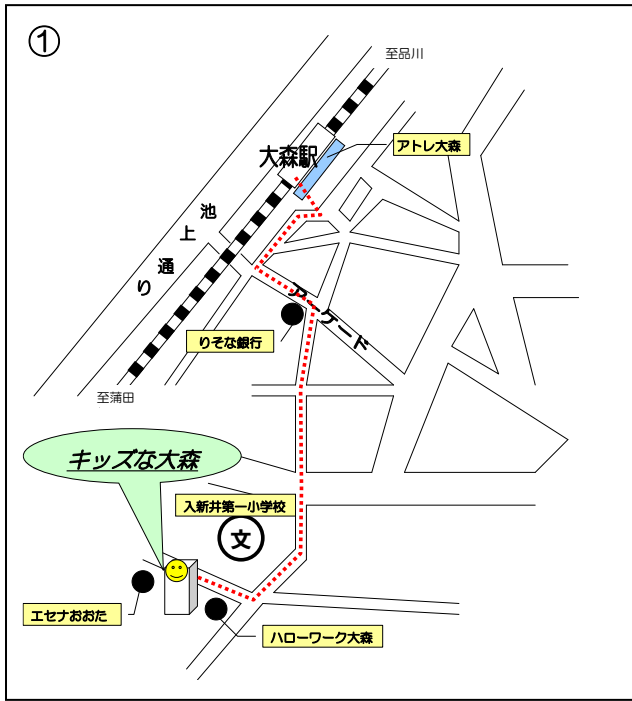 ①
至品川
アトレ大森
大森駅
池上通り
アーケード
りそな銀行
至蒲田
キッズな大森
入新井第一小学校
文
エセナおおた
ハローワーク大森